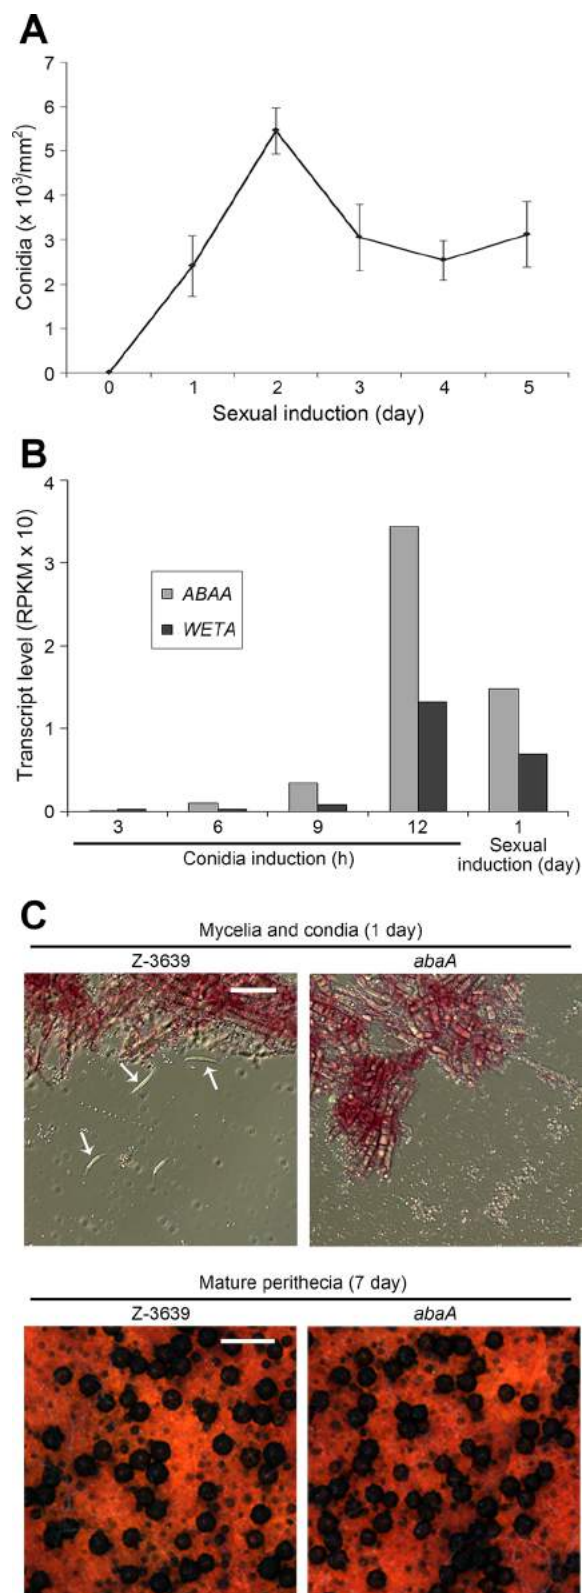 A
7
6
5
4
3
2
1
0
Conidia (x 10³/mm²)
0 1 2 3 4 5
Sexual induction (day)
B
4
3
2
1
0
Transcript level (RPKM x 10)
ABAA
WETA
3 6 9 12 1
Conidia induction (h)
Sexual
induction (day)
C
Mycelia and condia (1 day)
Z-3639 abaA
Mature perithecia (7 day)
Z-3639 abaA